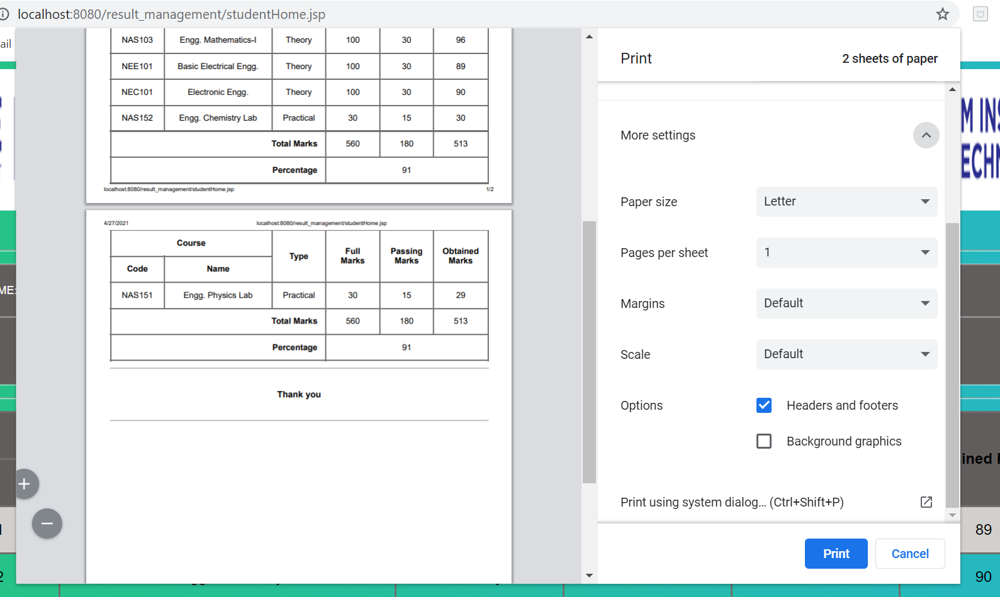 localhost:8080/result_management/studentHome.jsp
ail
NAS103 Engg. Mathematics-I Theory 100 30 96
NEE101 Basic Electrical Engg. Theory 100 30 89
NEC101 Electronic Engg. Theory 100 30 90
NAS152 Engg. Chemistry Lab Practical 30 15 30
Total Marks 560 180 513
Percentage 91
localhost:8080/result_management/studentHome.jsp 1/2
4/27/2021 localhost:8080/result_management/studentHome.jsp
Course Type Full Marks Passing Marks Obtained Marks
Code Name
NAS151 Engg. Physics Lab Practical 30 15 29
Total Marks 560 180 513
Percentage 91
Thank you
Print 2 sheets of paper
More settings
Paper size Letter
Pages per sheet 1
Margins Default
Scale Default
Options Headers and footers
Background graphics
Print using system dialog... (Ctrl+Shift+P)
Print Cancel
M INS
ECHN
ME:
ined
89
2
90